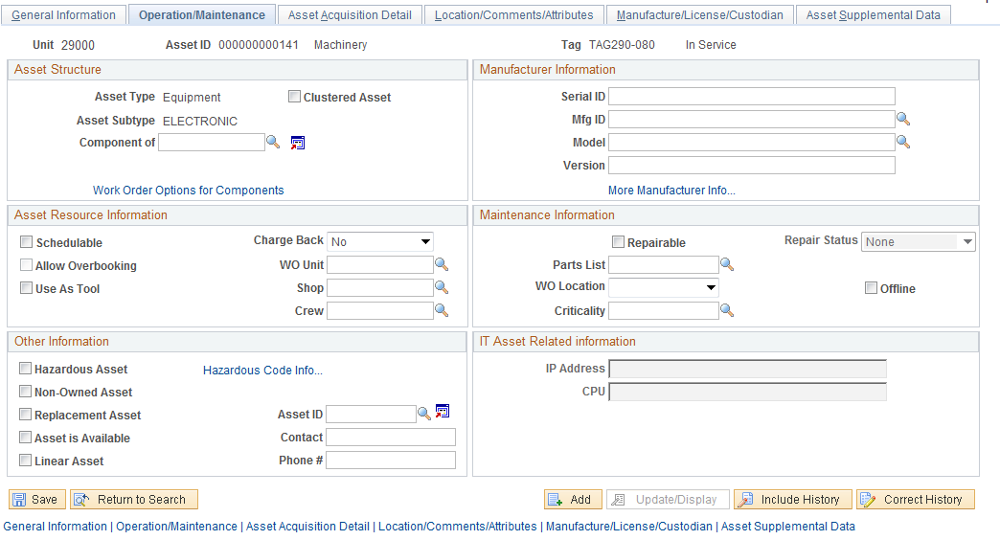 General Information Operation/Maintenance Asset Acquisition Detail Location/Comments/Attributes Manufacture/License/Custodian Asset Supplemental Data
Unit 29000 Asset ID 000000000141 Machinery Tag TAG290-080 In Service
Asset Structure
Asset Type Equipment Clustered Asset
Asset Subtype ELECTRONIC
Component of
Work Order Options for Components
Manufacturer Information
Serial ID
Mfg ID
Model
Version
More Manufacturer Info...
Asset Resource Information
Schedulable Charge Back No
Allow Overbooking WO Unit
Use As Tool Shop
Crew
Maintenance Information
Repairable Repair Status None
Parts List
WO Location Offline
Criticality
Other Information
Hazardous Asset Hazardous Code Info...
Non-Owned Asset
Replacement Asset Asset ID
Asset is Available Contact
Linear Asset Phone #
IT Asset Related information
IP Address
CPU
Save Return to Search Add Update/Display Include History Correct History
General Information | Operation/Maintenance | Asset Acquisition Detail | Location/Comments/Attributes | Manufacture/License/Custodian | Asset Supplemental Data